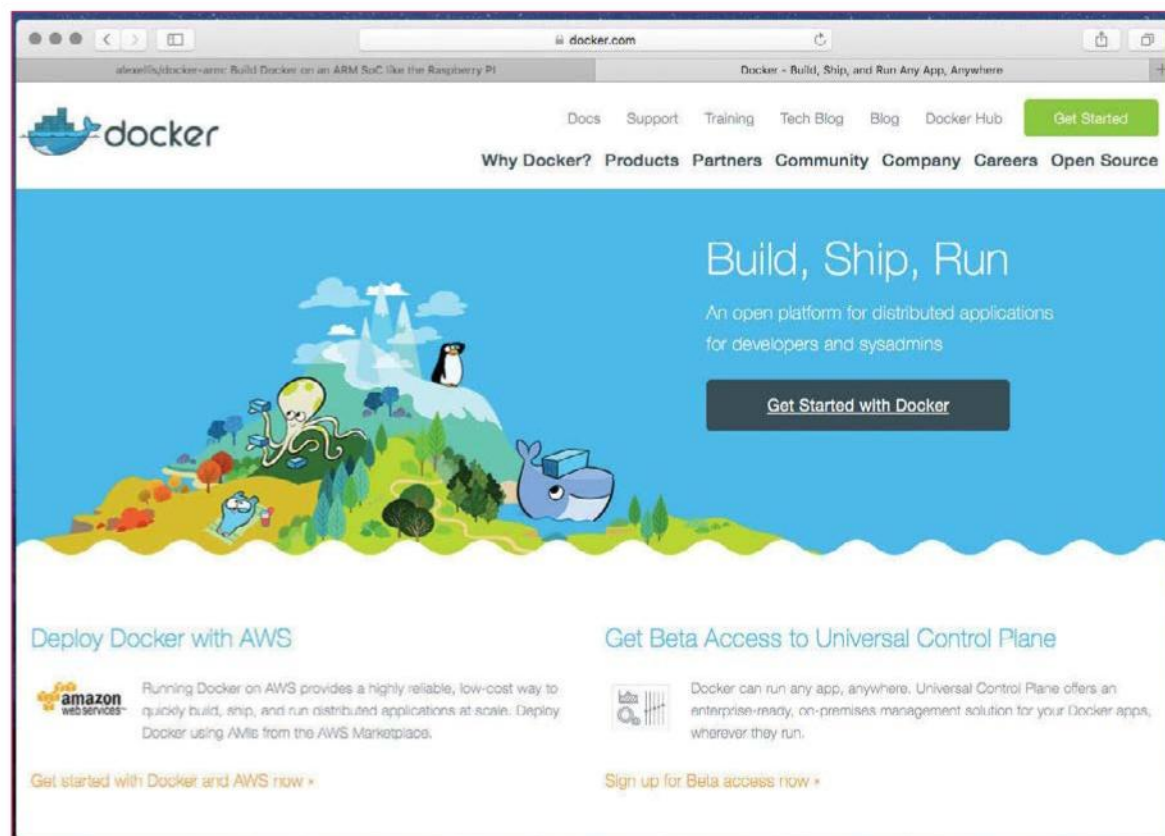 docker.com
alexellis/docker-arm: Build Docker on an ARM SoC like the Raspberry PI
Docker - Build, Ship, and Run Any App, Anywhere
docker
Docs Support Training Tech Blog Blog Docker Hub Get Started
Why Docker? Products Partners Community Company Careers Open Source
Build, Ship, Run
An open platform for distributed applications
for developers and sysadmins
Get Started with Docker
Deploy Docker with AWS
amazon
webservices™
Running Docker on AWS provides a highly reliable, low-cost way to
quickly build, ship, and run distributed applications at scale. Deploy
Docker using AMIs from the AWS Marketplace.
Get started with Docker and AWS now »
Get Beta Access to Universal Control Plane
Docker can run any app, anywhere. Universal Control Plane offers an
enterprise-ready, on-premises management solution for your Docker apps,
wherever they run.
Sign up for Beta access now »